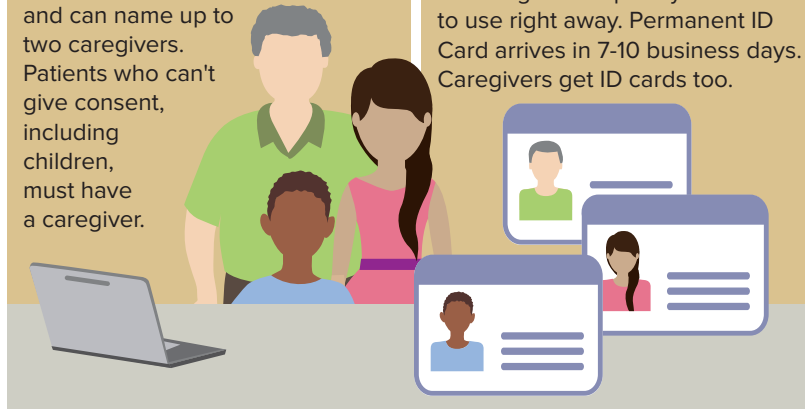 and can name up to
two caregivers.
Patients who can't
give consent,
including
children,
must have
a caregiver.
to use right away. Permanent ID
Card arrives in 7-10 business days.
Caregivers get ID cards too.